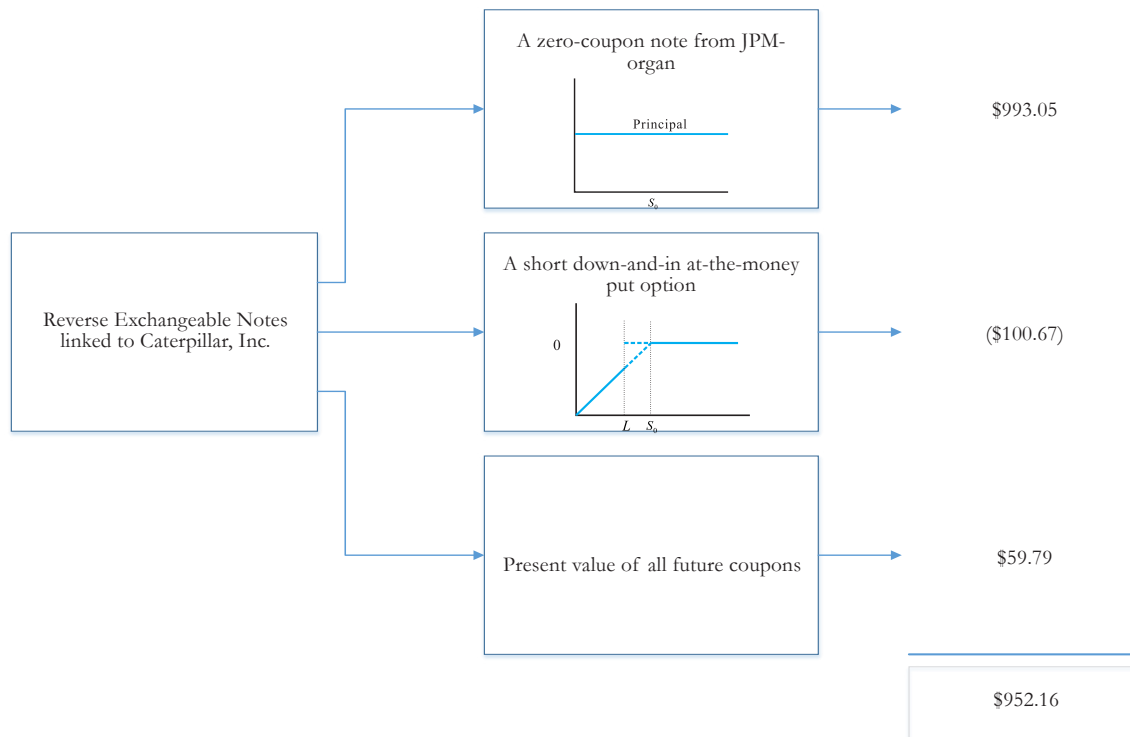 A zero-coupon note from JPM-
organ
Principal
S₀
$993.05
Reverse Exchangeable Notes
linked to Caterpillar, Inc.
A short down-and-in at-the-money
put option
0
L S₀
($100.67)
Present value of all future coupons
$59.79
$952.16